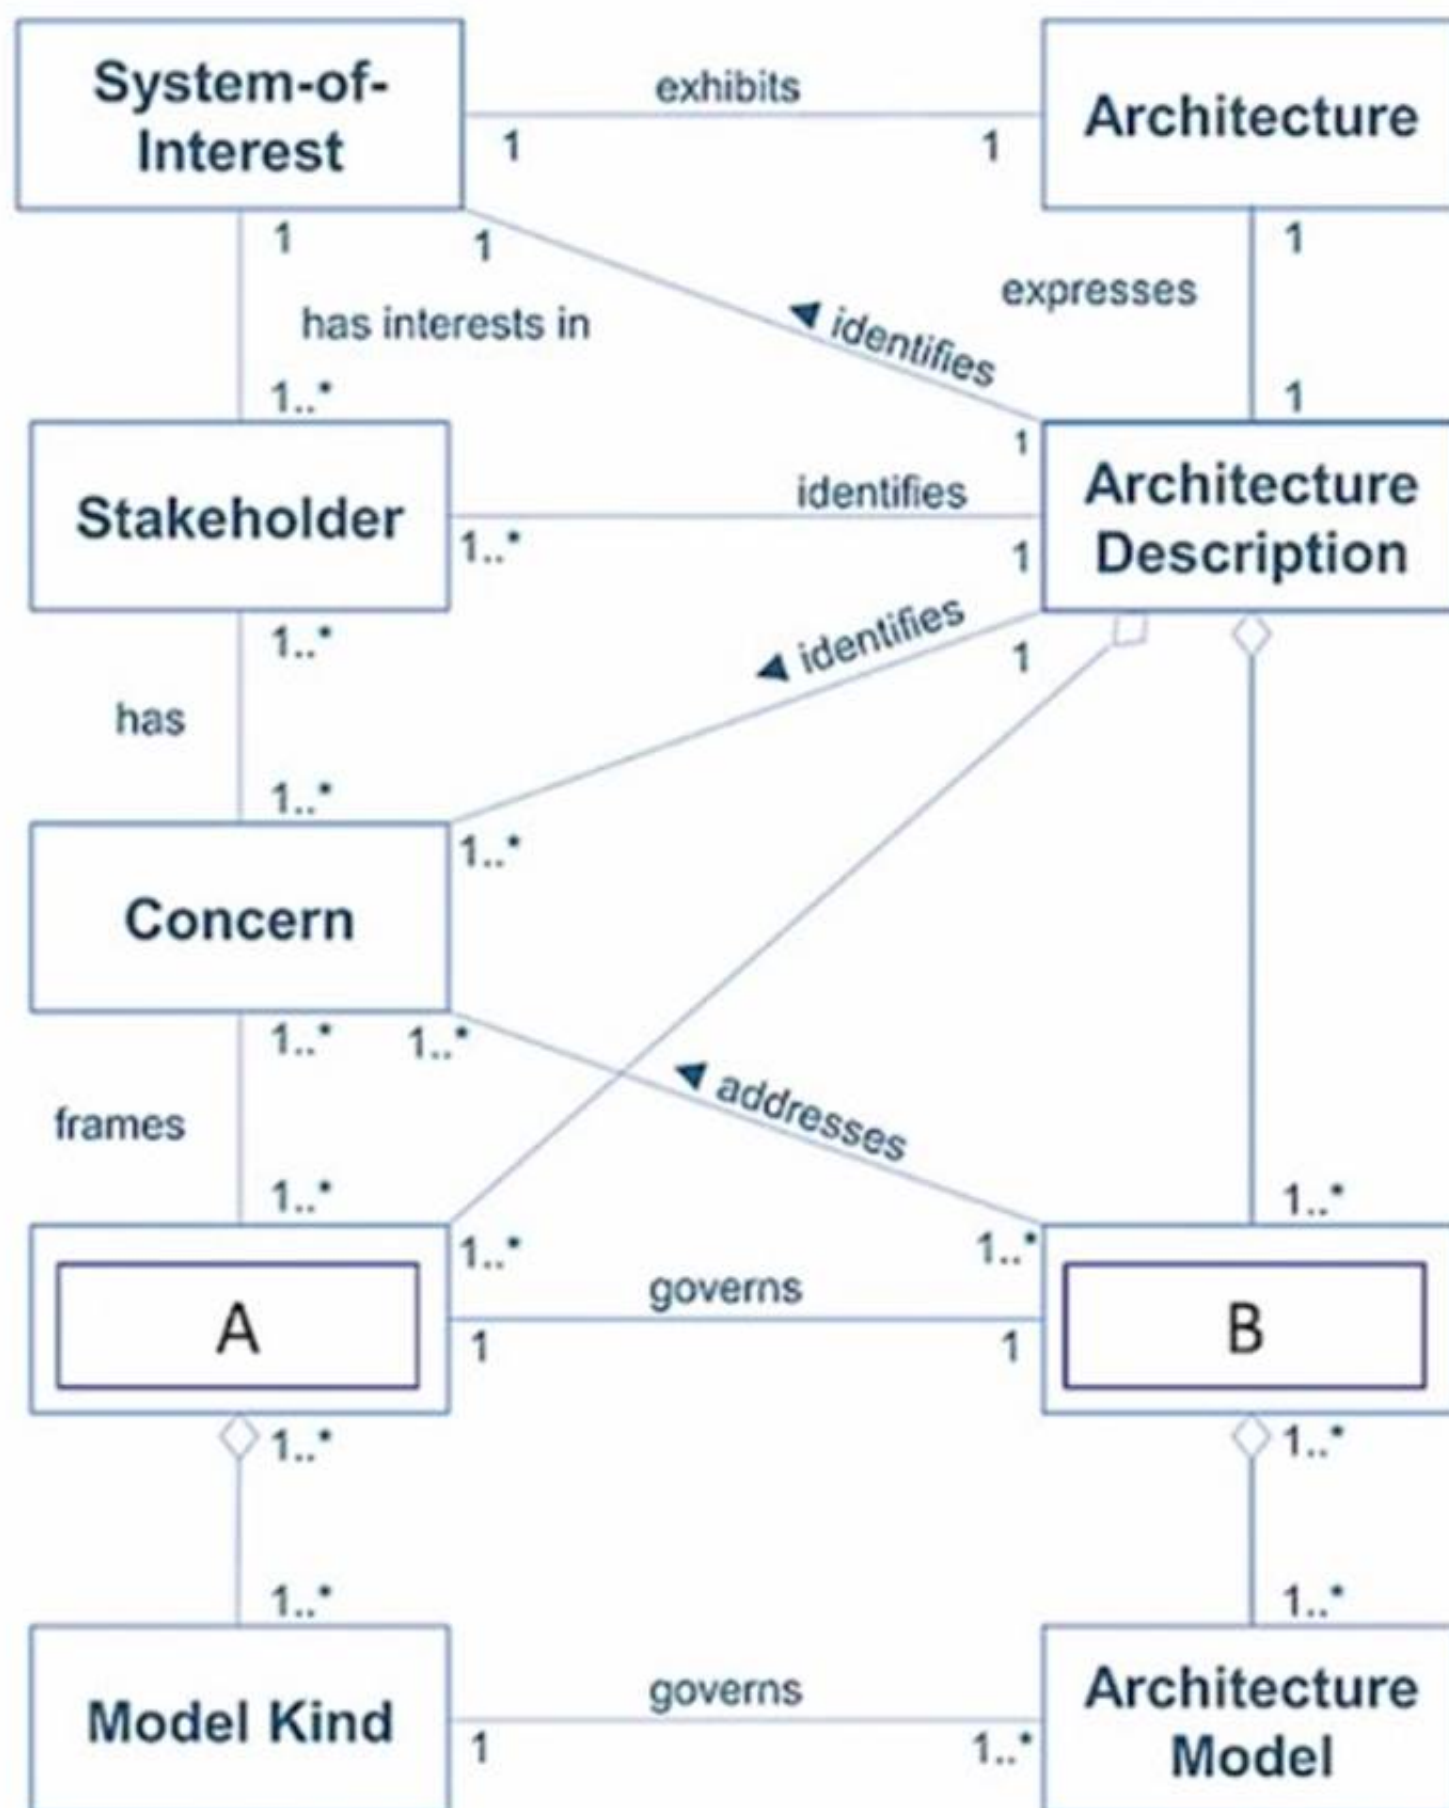 System-of-
Interest
exhibits
Architecture
1
1
1
1
1
has interests in
identifies
expresses
1..*
1
1
Stakeholder
identifies
Architecture
Description
1..*
1
1..*
identifies
1
has
1..*
1..*
Concern
1..*
1..*
addresses
frames
1..*
1..*
1..*
1..*
governs
A
B
1
1
1..*
1..*
1..*
1..*
Model Kind
governs
Architecture
Model
1
1..*